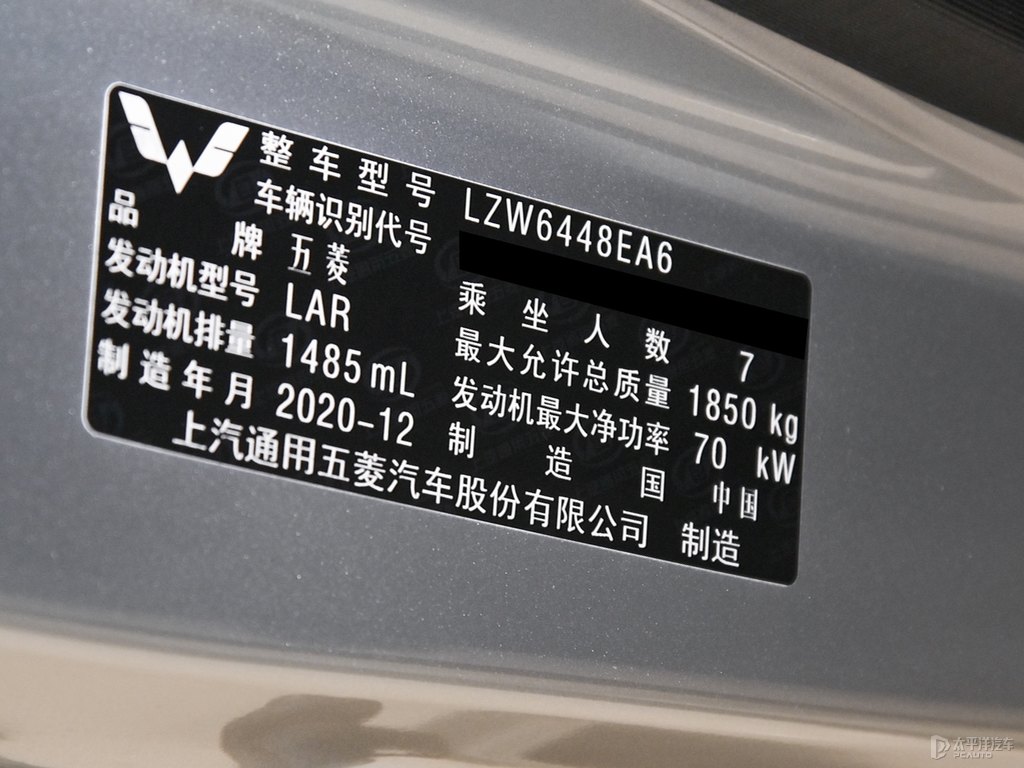 整车型号 LZW6448EA6
车辆识别代号
品牌 五菱 乘坐人数 7
发动机型号 LAR 最大允许总质量 1850 kg
发动机排量 1485 mL 发动机最大净功率 70 kW
制造年月 2020-12 制造国 中国
上汽通用五菱汽车股份有限公司 制造
太平洋汽车
PCAUTO